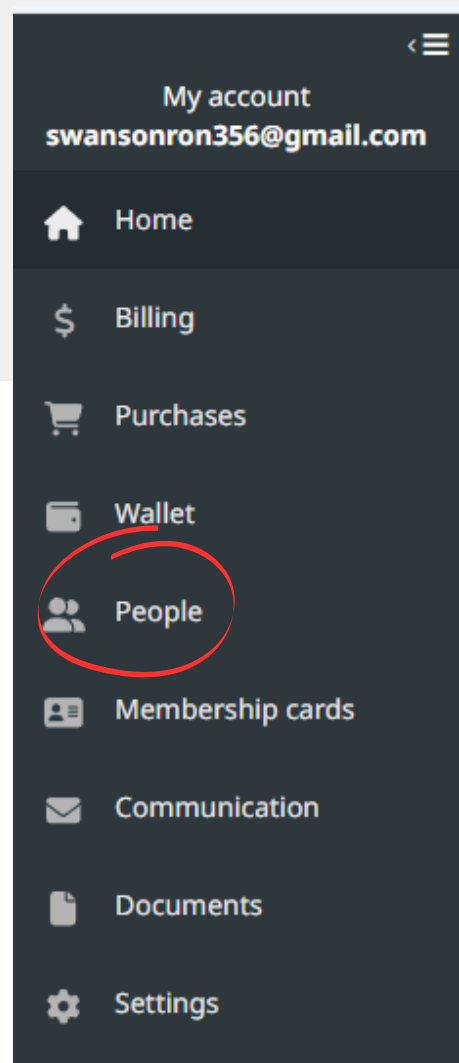 My account
swansonron356@gmail.com
Home
Billing
Purchases
Wallet
People
Membership cards
Communication
Documents
Settings